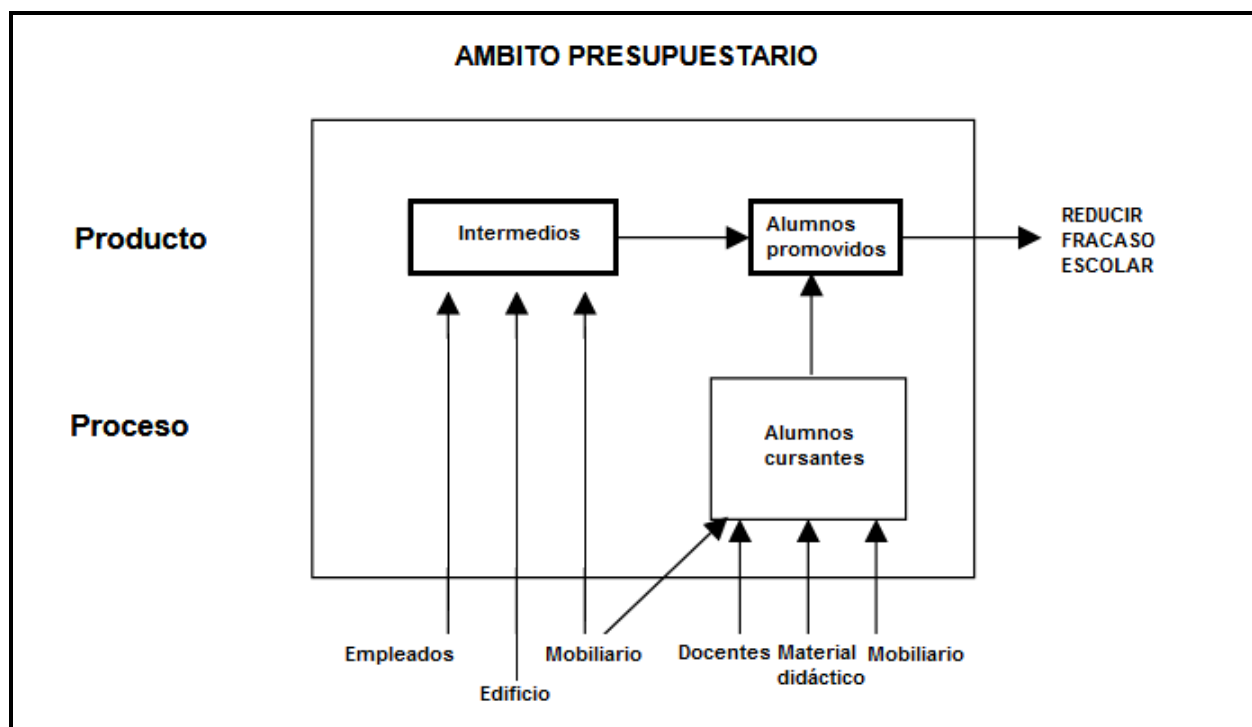 AMBITO PRESUPUESTARIO
Producto
Intermedios
Alumnos
promovidos
REDUCIR
FRACASO
ESCOLAR
Proceso
Alumnos
cursantes
Empleados
Edificio
Mobiliario
Docentes
Material
didáctico
Mobiliario